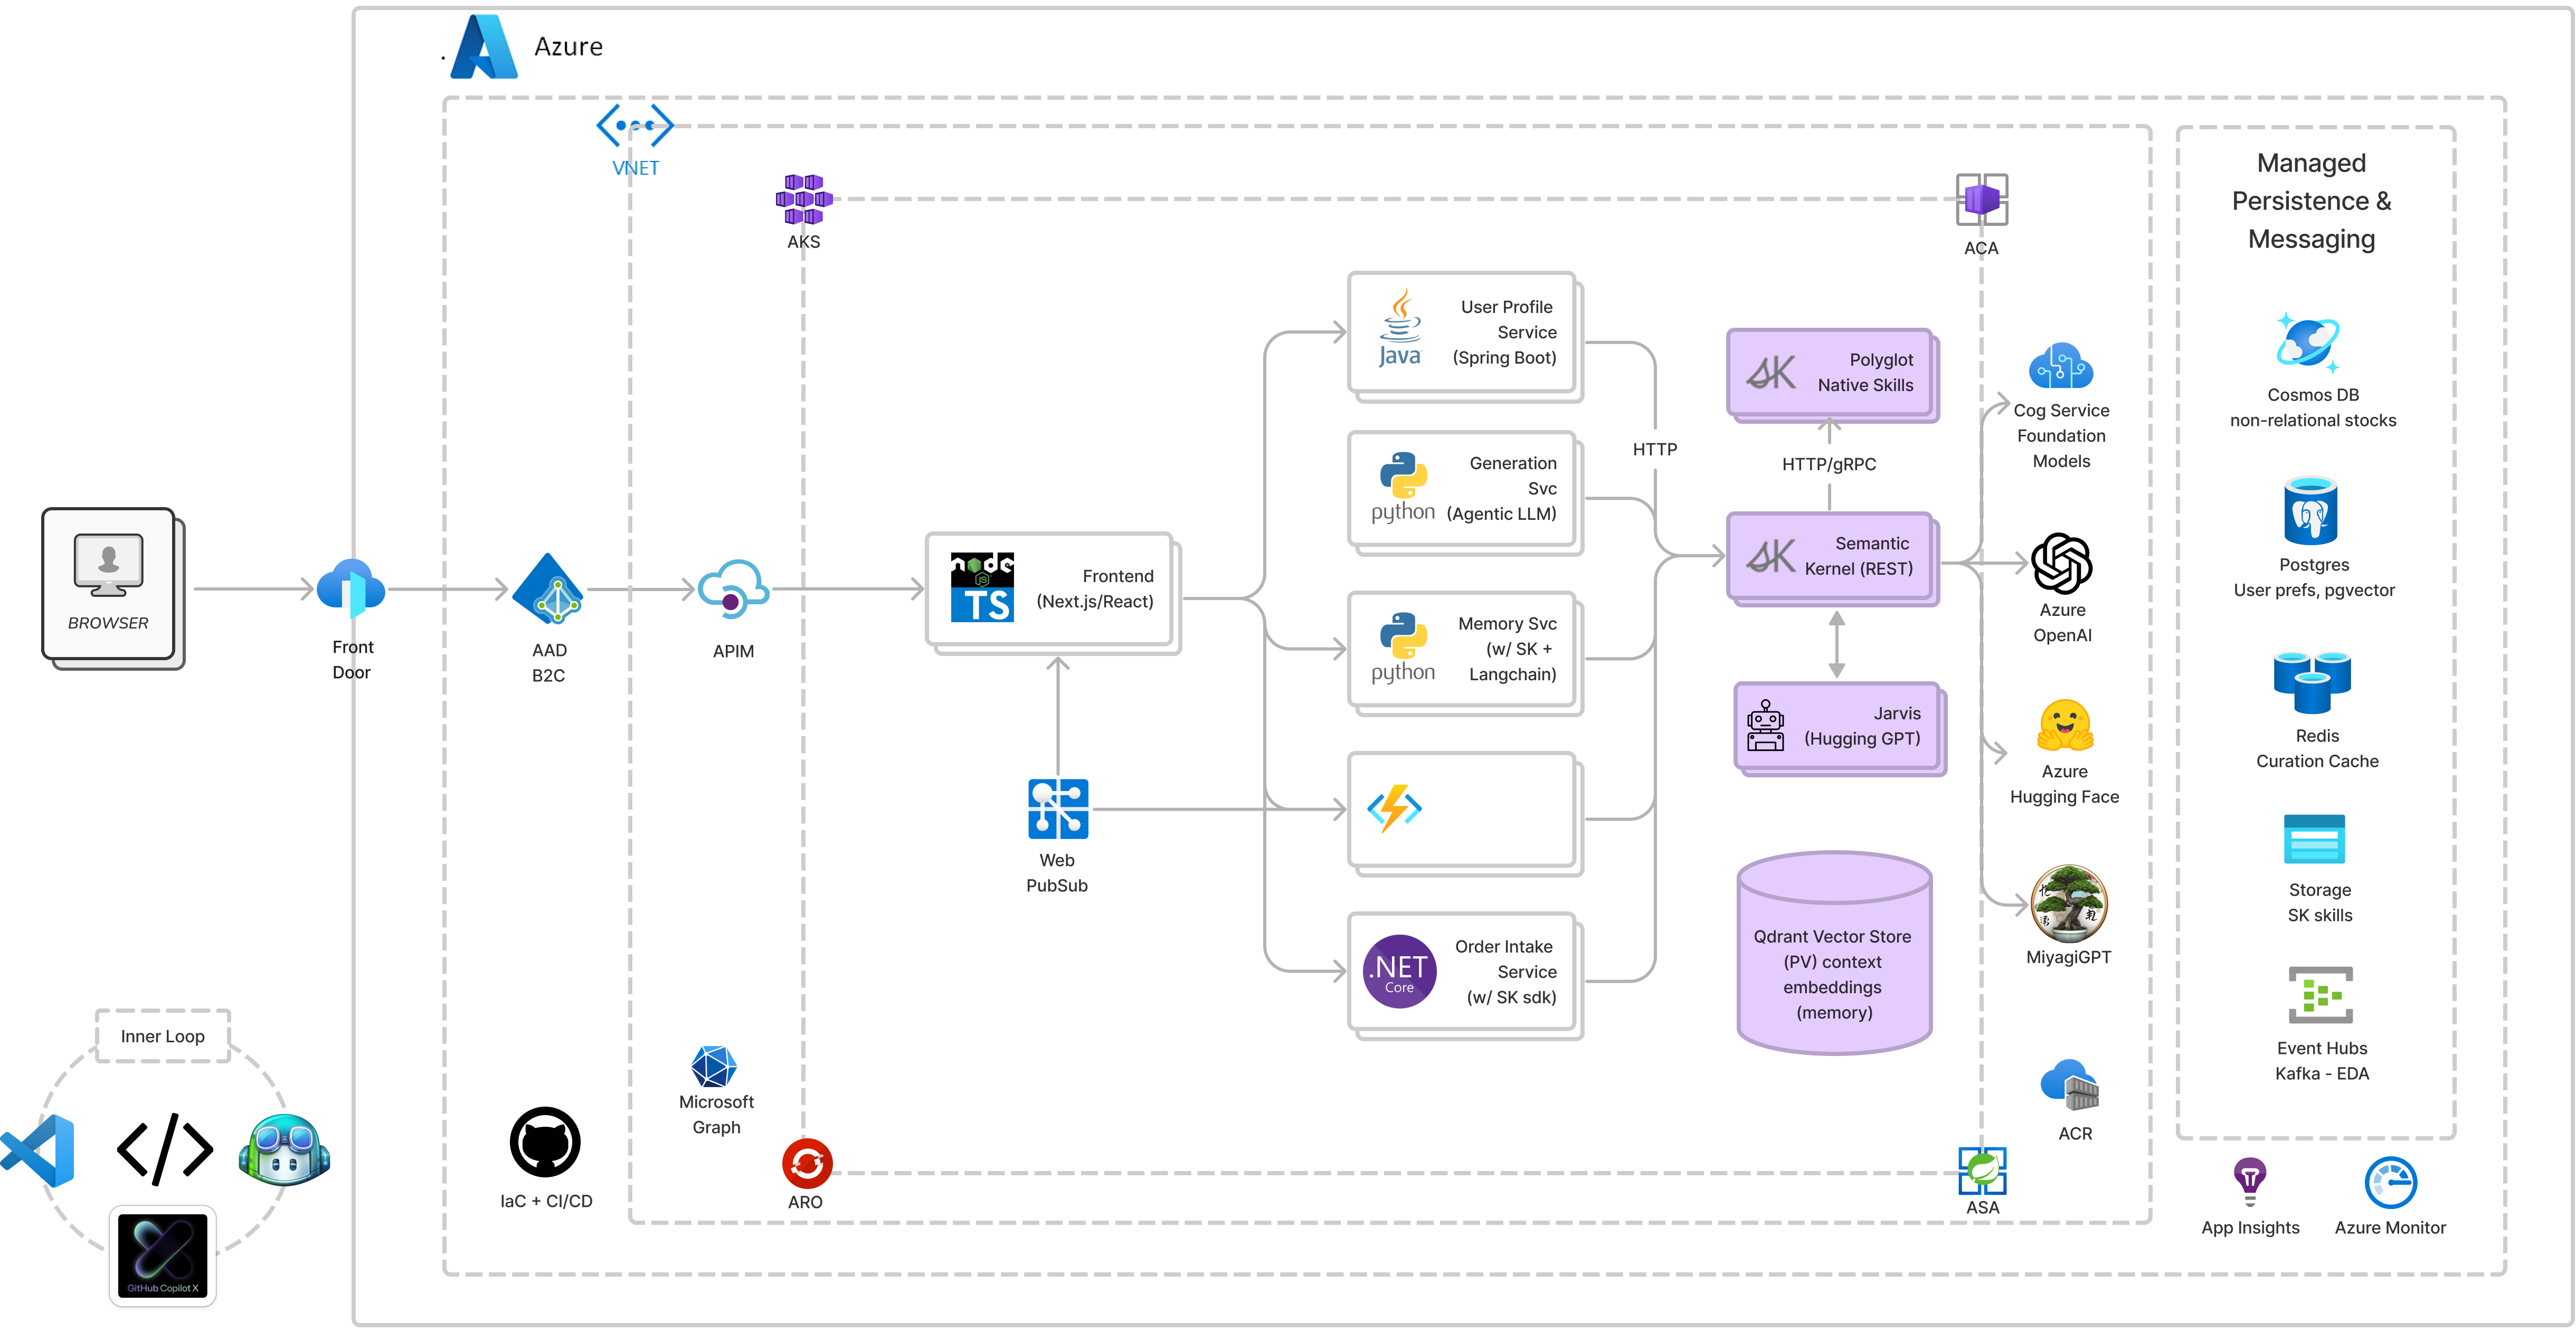 Azure
VNET
AKS
ACA
Managed
Persistence &
Messaging
BROWSER
Front
Door
AAD
B2C
APIM
node
JS
TS
Frontend
(Next.js/React)
Web
PubSub
Java
User Profile
Service
(Spring Boot)
python
Generation
Svc
(Agentic LLM)
python
Memory Svc
(w/ SK +
Langchain)
.NET
Core
Order Intake
Service
(w/ SK sdk)
HTTP
SK
Polyglot
Native Skills
HTTP/gRPC
SK
Semantic
Kernel (REST)
Jarvis
(Hugging GPT)
Qdrant Vector Store
(PV) context
embeddings
(memory)
Cog Service
Foundation
Models
Azure
OpenAI
Azure
Hugging Face
MiyagiGPT
ACR
Cosmos DB
non-relational stocks
Postgres
User prefs, pgvector
Redis
Curation Cache
Storage
SK skills
Event Hubs
Kafka - EDA
App Insights
Azure Monitor
Microsoft
Graph
ARO
ASA
IaC + CI/CD
Inner Loop
</>
GitHub Copilot X